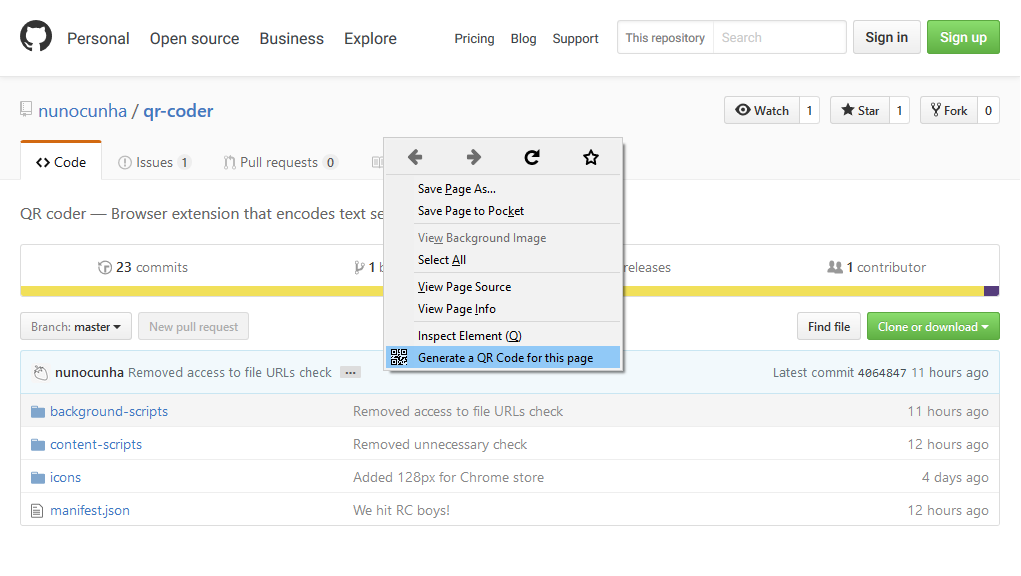 Personal Open source Business Explore Pricing Blog Support This repository Search Sign in Sign up
nunocunha / qr-coder Watch 1 Star 1 Fork 0
Code Issues 1 Pull requests 0
QR coder — Browser extension that encodes text se
23 commits 1 b releases 1 contributor
Branch: master New pull request Find file Clone or download
nunocunha Removed access to file URLs check ... Latest commit 4064847 11 hours ago
background-scripts Removed access to file URLs check 11 hours ago
content-scripts Removed unnecessary check 12 hours ago
icons Added 128px for Chrome store 4 days ago
manifest.json We hit RC boys! 12 hours ago
Save Page As...
Save Page to Pocket
View Background Image
Select All
View Page Source
View Page Info
Inspect Element (Q)
Generate a QR Code for this page